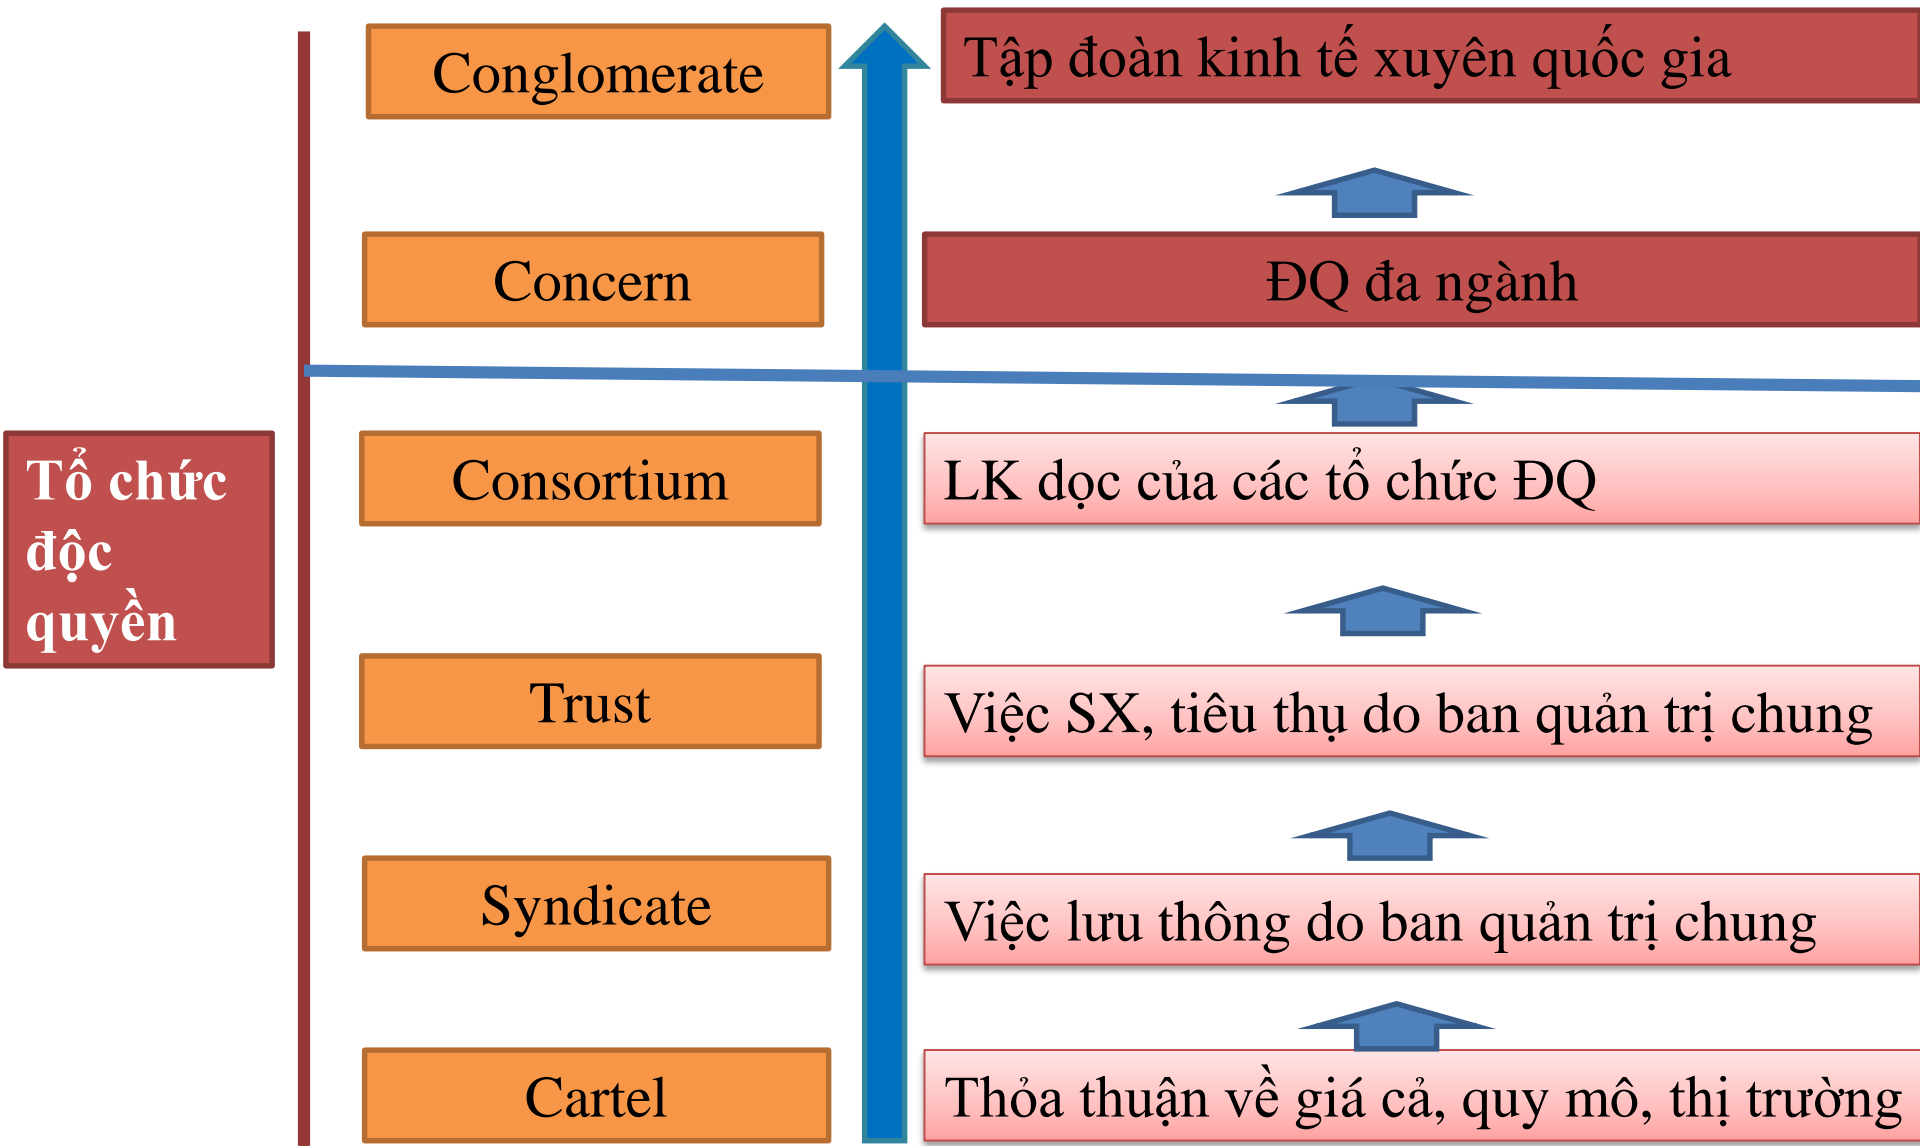 Conglomerate
Tập đoàn kinh tế xuyên quốc gia
Concern
ĐQ đa ngành
Tổ chức
độc
quyền
Consortium
LK dọc của các tổ chức ĐQ
Trust
Việc SX, tiêu thụ do ban quản trị chung
Syndicate
Việc lưu thông do ban quản trị chung
Cartel
Thỏa thuận về giá cả, quy mô, thị trường